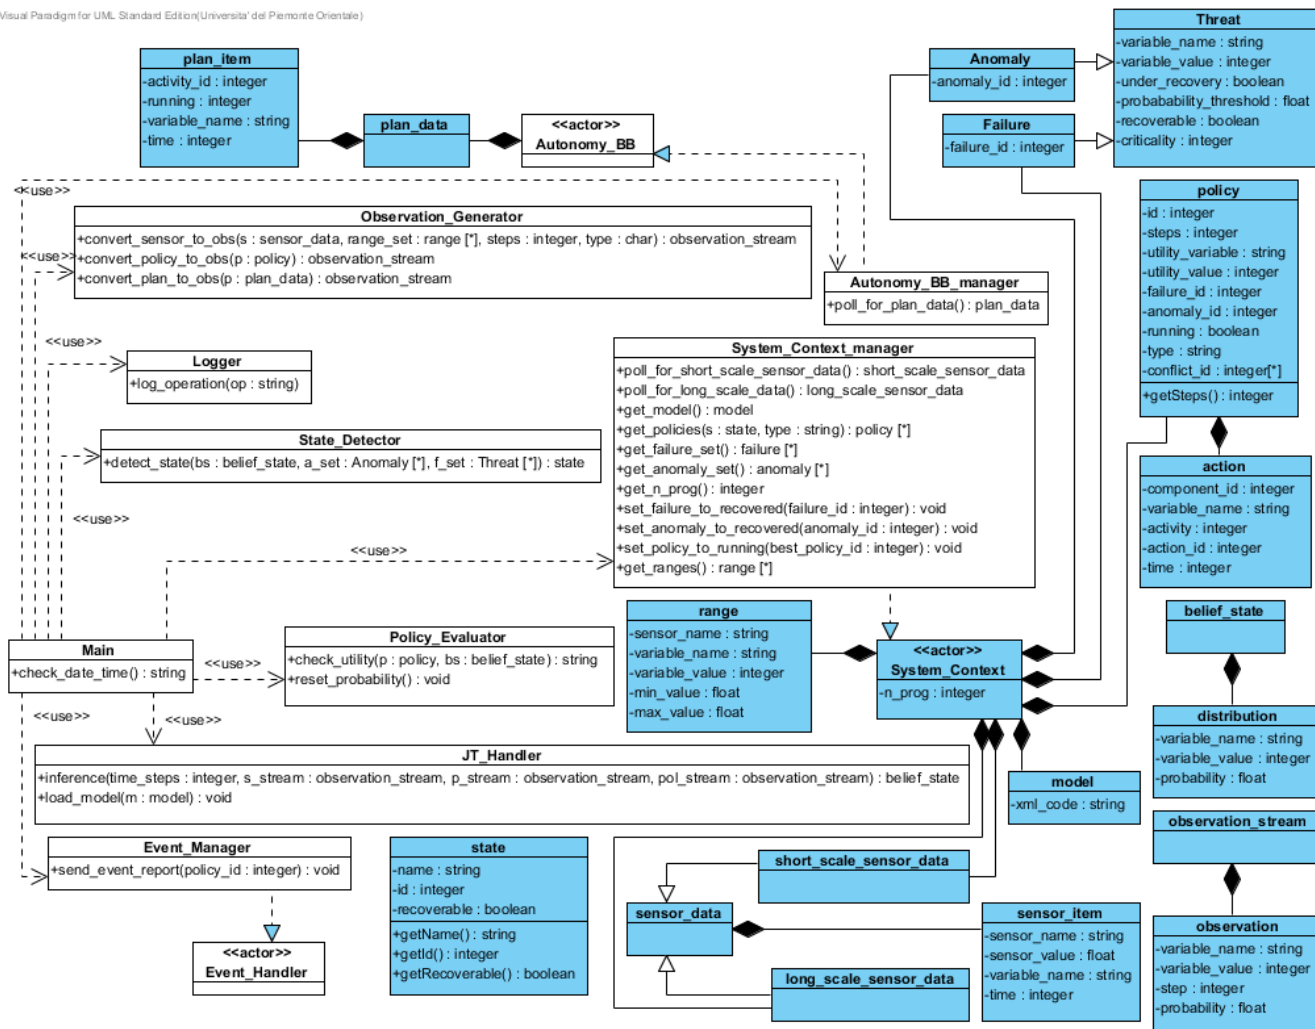 Visual Paradigm for UML Standard Edition(Universita' del Piemonte Orientale)
plan_item
-activity_id : integer
-running : integer
-variable_name : string
-time : integer
plan_data
<<actor>>
Autonomy_BB
Anomaly
-anomaly_id : integer
Failure
-failure_id : integer
Threat
-variable_name : string
-variable_value : integer
-under_recovery : boolean
-probabability_threshold : float
-recoverable : boolean
-criticality : integer
<<use>>
Observation_Generator
+convert_sensor_to_obs(s : sensor_data, range_set : range [*], steps : integer, type : char) : observation_stream
+convert_policy_to_obs(p : policy) : observation_stream
+convert_plan_to_obs(p : plan_data) : observation_stream
<<use>>
Autonomy_BB_manager
+poll_for_plan_data() : plan_data
policy
-id : integer
-steps : integer
-utility_variable : string
-utility_value : integer
-failure_id : integer
-anomaly_id : integer
-running : boolean
-type : string
-conflict_id : integer[*]
+getSteps() : integer
<<use>>
Logger
+log_operation(op : string)
System_Context_manager
+poll_for_short_scale_sensor_data() : short_scale_sensor_data
+poll_for_long_scale_data() : long_scale_sensor_data
+get_model() : model
+get_policies(s : state, type : string) : policy [*]
+get_failure_set() : failure [*]
+get_anomaly_set() : anomaly [*]
+get_n_prog() : integer
+set_failure_to_recovered(failure_id : integer) : void
+set_anomaly_to_recovered(anomaly_id : integer) : void
+set_policy_to_running(best_policy_id : integer) : void
+get_ranges() : range [*]
State_Detector
+detect_state(bs : belief_state, a_set : Anomaly [*], f_set : Threat [*]) : state
<<use>>
<<use>>
action
-component_id : integer
-variable_name : string
-activity : integer
-action_id : integer
-time : integer
range
-sensor_name : string
-variable_name : string
-variable_value : integer
-min_value : float
-max_value : float
belief_state
Main
+check_date_time() : string
<<use>>
Policy_Evaluator
+check_utility(p : policy, bs : belief_state) : string
+reset_probability() : void
<<actor>>
System_Context
-n_prog : integer
<<use>>
<<use>>
distribution
-variable_name : string
-variable_value : integer
-probability : float
JT_Handler
+inference(time_steps : integer, s_stream : observation_stream, p_stream : observation_stream, pol_stream : observation_stream) : belief_state
+load_model(m : model) : void
model
-xml_code : string
observation_stream
Event_Manager
+send_event_report(policy_id : integer) : void
state
-name : string
-id : integer
-recoverable : boolean
+getName() : string
+getId() : integer
+getRecoverable() : boolean
short_scale_sensor_data
sensor_data
sensor_item
-sensor_name : string
-sensor_value : float
-variable_name : string
-time : integer
observation
-variable_name : string
-variable_value : integer
-step : integer
-probability : float
<<actor>>
Event_Handler
long_scale_sensor_data